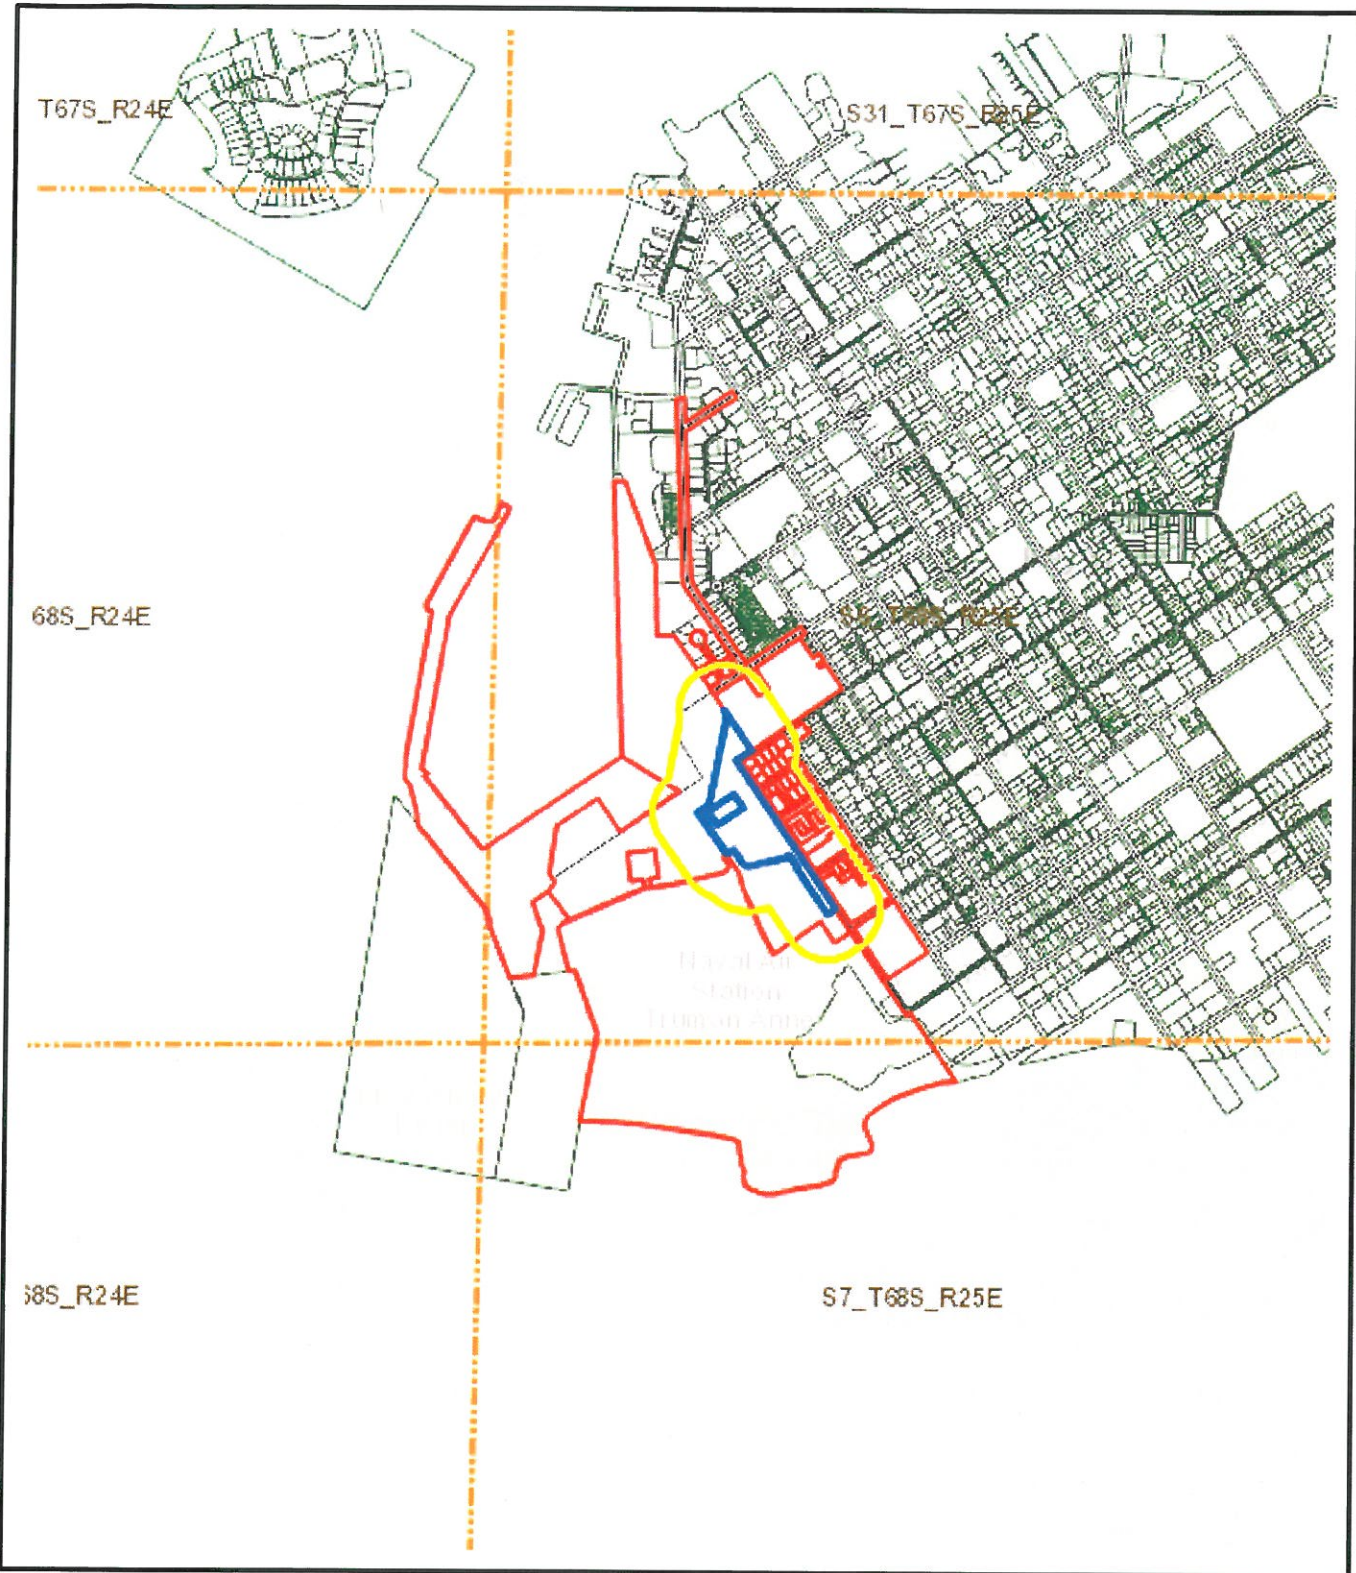 T67S_R24E
S31_T67S_R25E
68S_R24E
S6_T68S_R25E
Naval Air
Station
Truman Annex
S7_T68S_R25E
68S_R24E